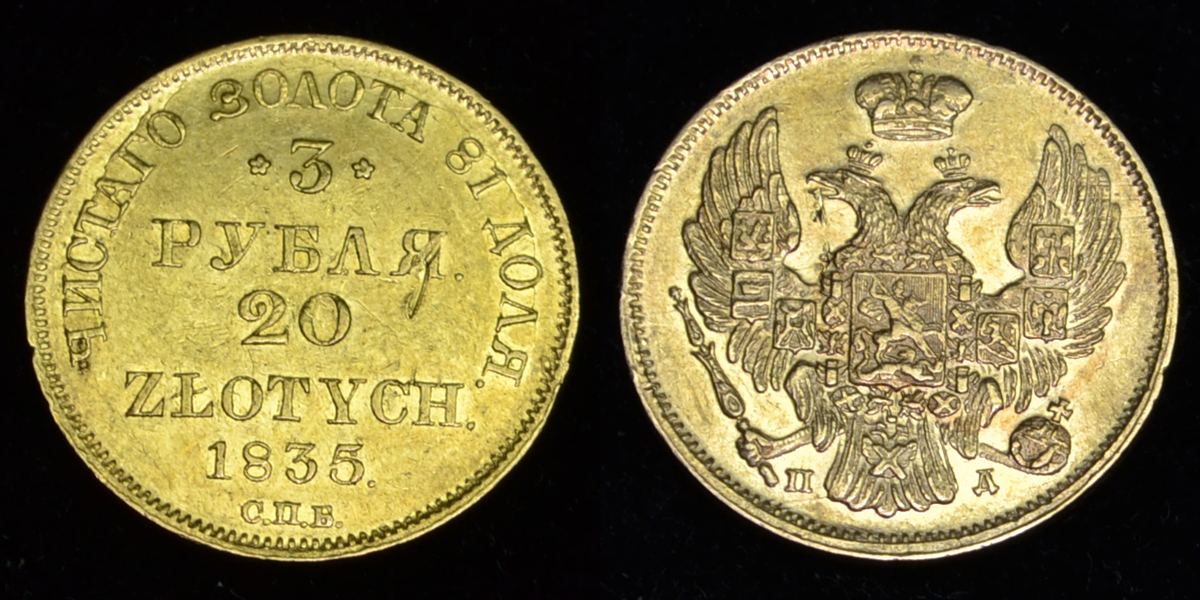 ЧИСТАГО ЗОЛОТА 81 ДОЛЯ.
3
РУБЛЯ.
20
ZŁOTYCH.
1835.
С.П.Б.
П Д